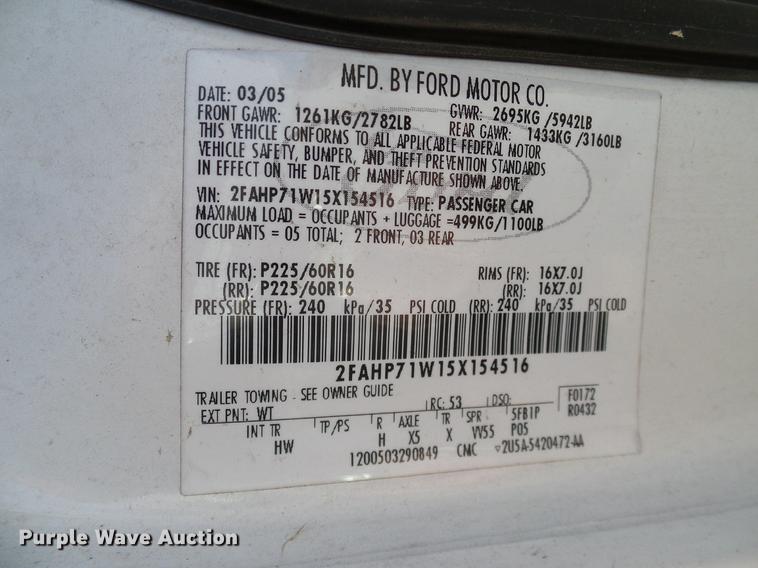 MFD. BY FORD MOTOR CO.
DATE: 03/05 GVWR: 2695KG /5942LB
FRONT GAWR: 1261KG/2782LB REAR GAWR: 1433KG /3160LB
THIS VEHICLE CONFORMS TO ALL APPLICABLE FEDERAL MOTOR
VEHICLE SAFETY, BUMPER, AND THEFT PREVENTION STANDARDS
IN EFFECT ON THE DATE OF MANUFACTURE SHOWN ABOVE.
VIN: 2FAHP71W15X154516 TYPE: PASSENGER CAR
MAXIMUM LOAD = OCCUPANTS + LUGGAGE =499KG/1100LB
OCCUPANTS = 05 TOTAL; 2 FRONT, 03 REAR
TIRE (FR): P225/60R16 RIMS (FR): 16X7.0J
(RR): P225/60R16 (RR): 16X7.0J
PRESSURE (FR): 240 kPa/35 PSI COLD (RR): 240 kPa/35 PSI COLD
2FAHP71W15X154516
TRAILER TOWING - SEE OWNER GUIDE
EXT PNT: WT RC: 53 DSO: F0172
INT TR TP/PS R AXLE TR SPR 5FB1P R0432
HW H X5 X VV55 P05
1200503290849 CMC 2U5A-5420472-AA
Purple Wave Auction